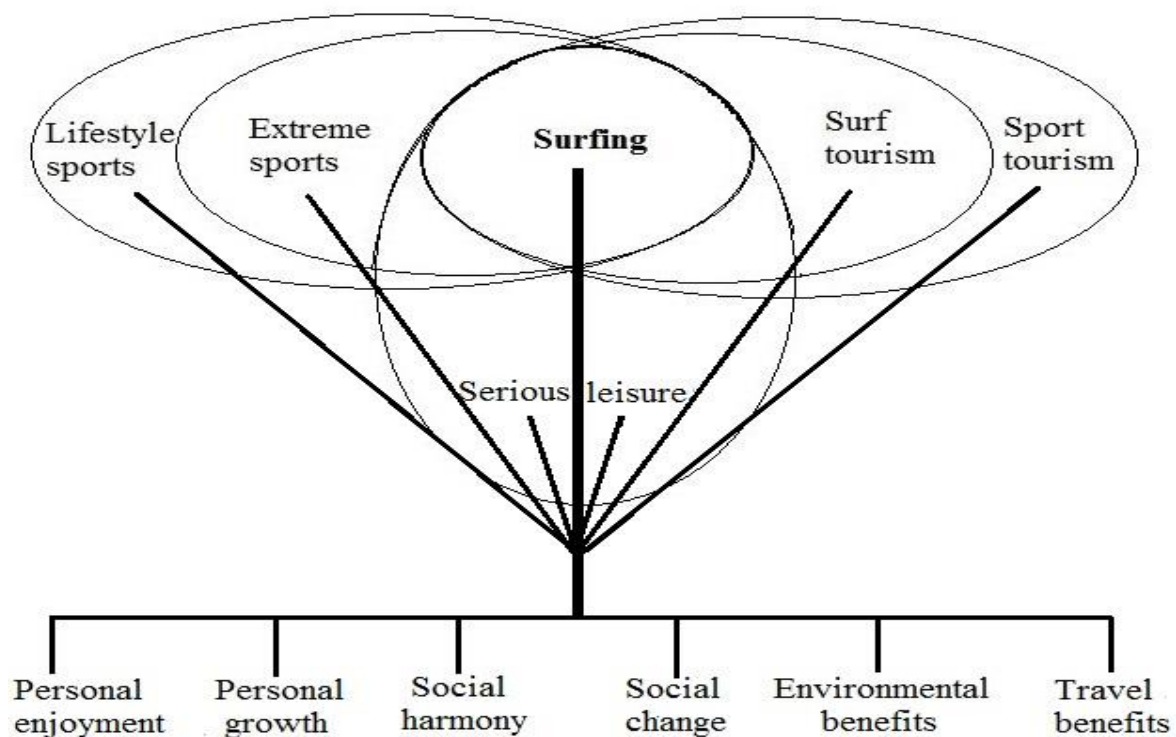 Lifestyle
sports
Extreme
sports
Surfing
Surf
tourism
Sport
tourism
Serious leisure
Personal
enjoyment
Personal
growth
Social
harmony
Social
change
Environmental
benefits
Travel
benefits